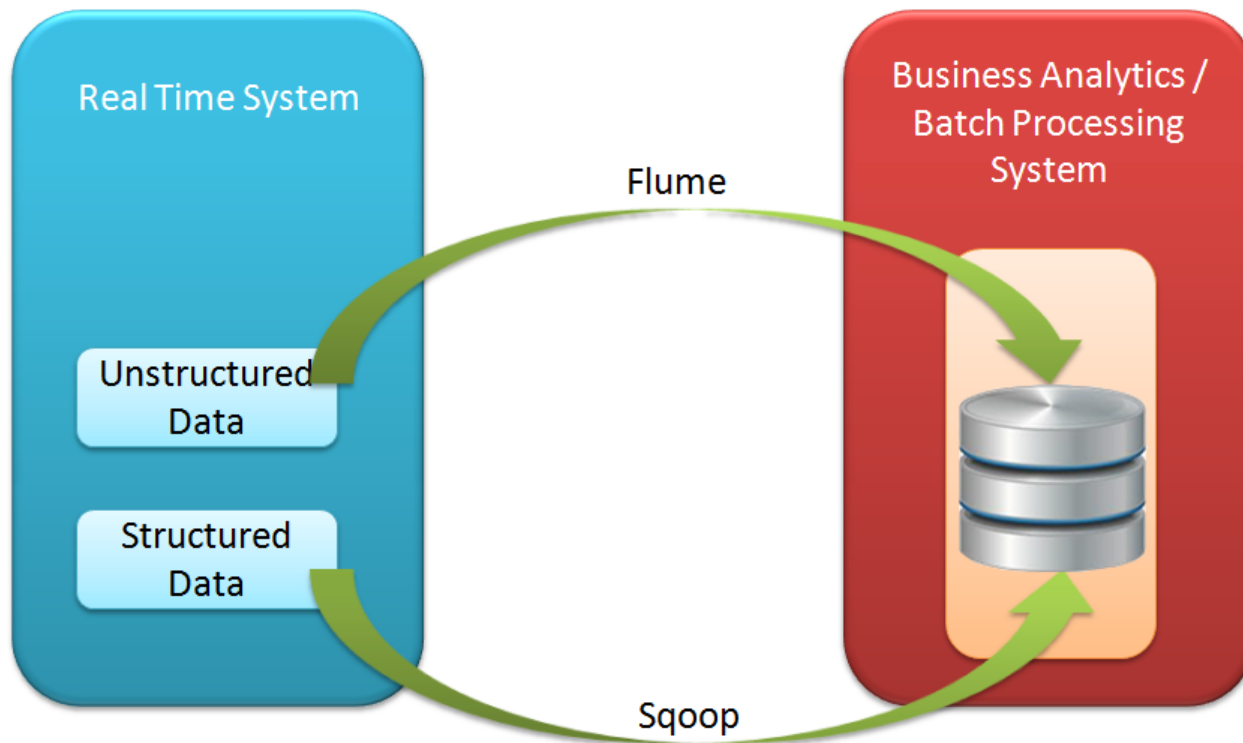 Real Time System
Business Analytics /
Batch Processing
System
Flume
Unstructured
Data
Structured
Data
Sqoop